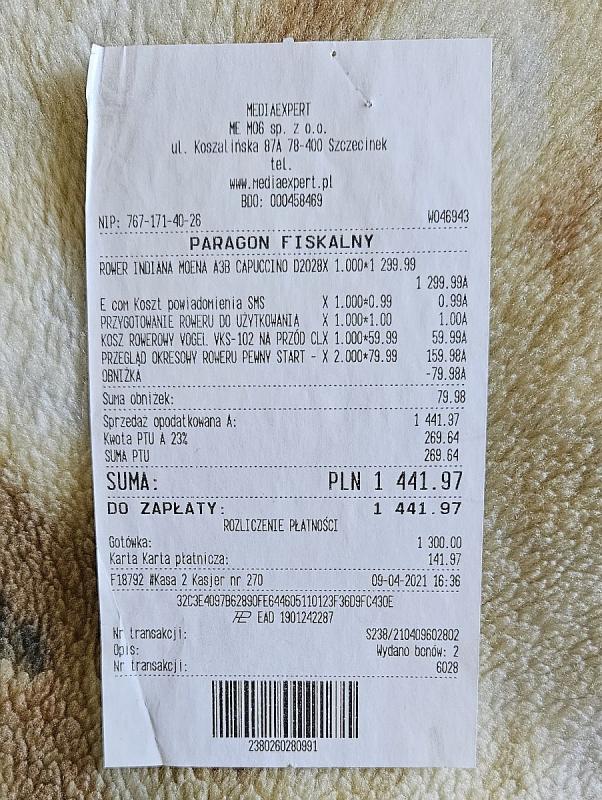 MEDIAEXPERT
ME M06 sp. z o.o.
ul. Koszalińska 87A 78-400 Szczecinek
tel.
www.mediaexpert.pl
BDO: 000458469
NIP: 767-171-40-26 W046943
PARAGON FISKALNY
ROWER INDIANA MOENA A3B CAPUCCINO D2028X 1.000*1 299.99
1 299.99A
E com Koszt powiadomienia SMS X 1.000*0.99 0.99A
PRZYGOTOWANIE ROWERU DO UŻYTKOWANIA X 1.000*1.00 1.00A
KOSZ ROWEROWY VOGEL VKS-102 NA PRZÓD CLX 1.000*59.99 59.99A
PRZEGLĄD OKRESOWY ROWERU PEWNY START - X 2.000*79.99 159.98A
OBNIŻKA -79.98A
Suma obniżek: 79.98
Sprzedaż opodatkowana A: 1 441.97
Kwota PTU A 23% 269.64
SUMA PTU 269.64
SUMA: PLN 1 441.97
DO ZAPŁATY: 1 441.97
ROZLICZENIE PŁATNOŚCI
Gotówka: 1 300.00
Karta Karta płatnicza: 141.97
F18792 #Kasa 2 Kasjer nr 270 09-04-2021 16:36
32C3E4097B62890FE644605110123F36D9FC430E
EAD 1901242287
Nr transakcji: S238/210409602802
Opis: Wydano bonów: 2
Nr transakcji: 6028
2380260280991